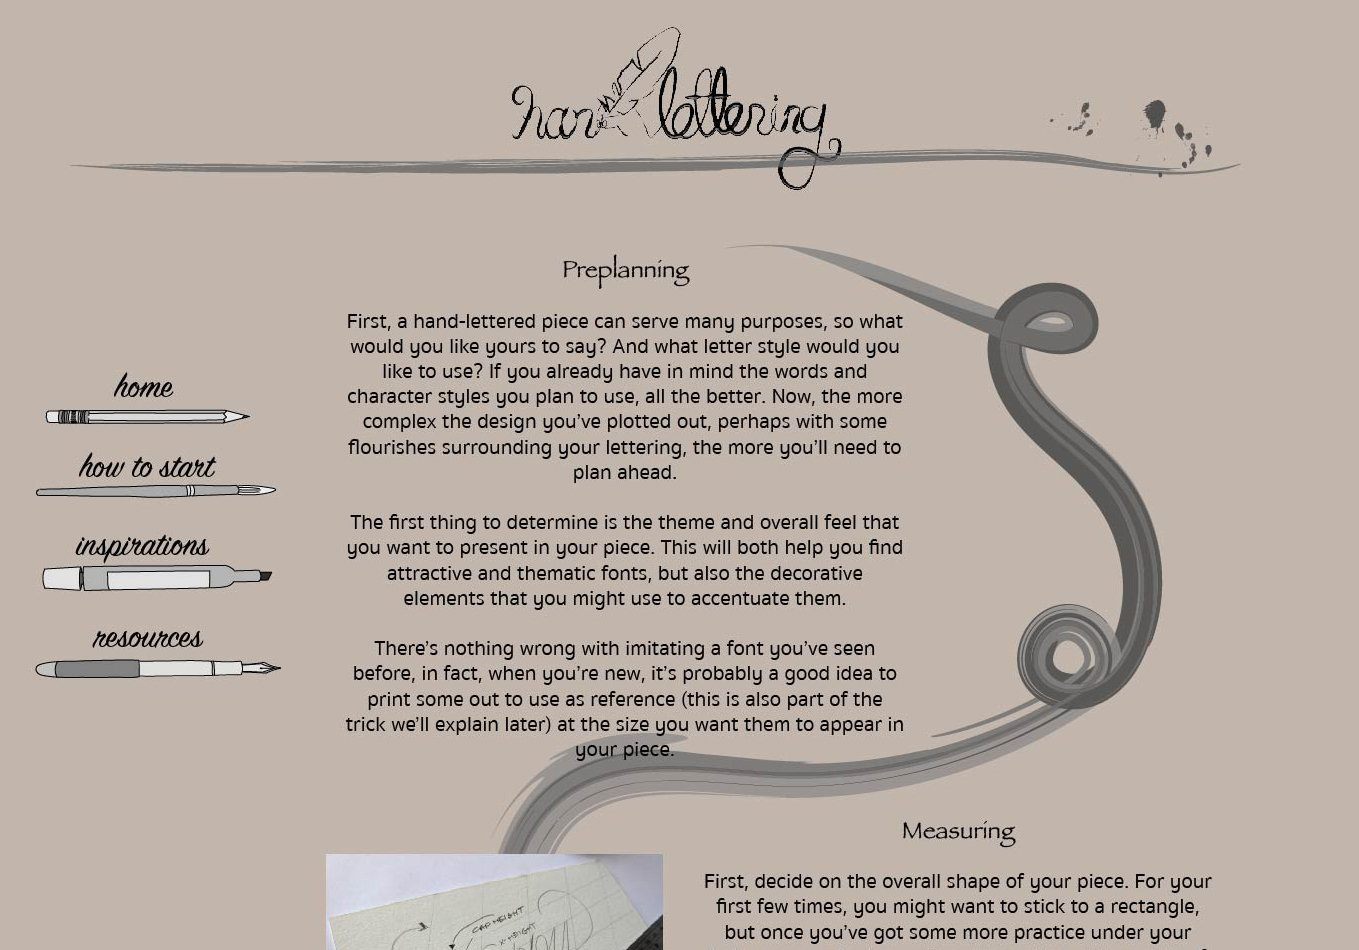 hand lettering
Preplanning
First, a hand-lettered piece can serve many purposes, so what
would you like yours to say? And what letter style would you
like to use? If you already have in mind the words and
character styles you plan to use, all the better. Now, the more
complex the design you've plotted out, perhaps with some
flourishes surrounding your lettering, the more you'll need to
plan ahead.
The first thing to determine is the theme and overall feel that
you want to present in your piece. This will both help you find
attractive and thematic fonts, but also the decorative
elements that you might use to accentuate them.
There's nothing wrong with imitating a font you've seen
before, in fact, when you're new, it's probably a good idea to
print some out to use as reference (this is also part of the
trick we'll explain later) at the size you want them to appear in
your piece.
home
how to start
inspirations
resources
Measuring
First, decide on the overall shape of your piece. For your
first few times, you might want to stick to a rectangle,
but once you've got some more practice under your
CAP HEIGHT
X-HEIGHT